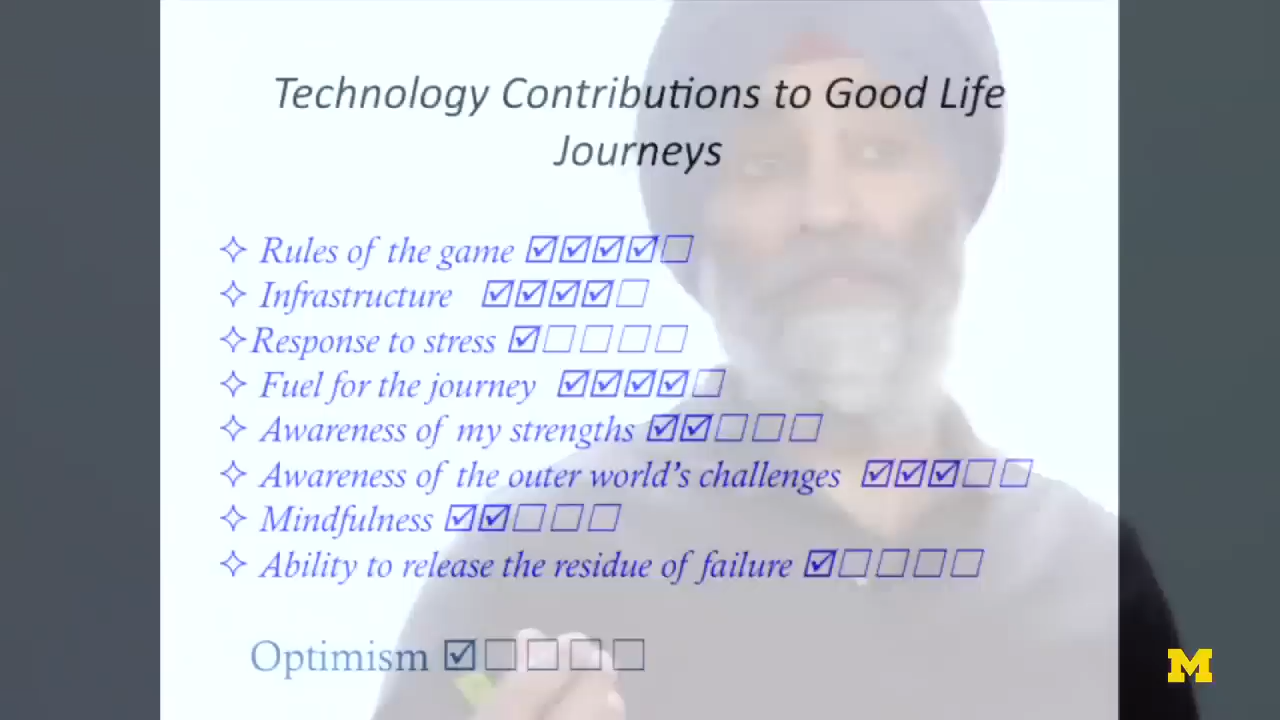 Technology Contributions to Good Life
Journeys
✧ Rules of the game ☑☑☑☑☐
✧ Infrastructure ☑☑☑☑☐
✧Response to stress ☑☐☐☐☐
✧ Fuel for the journey ☑☑☑☑☐
✧ Awareness of my strengths ☑☑☐☐☐
✧ Awareness of the outer world’s challenges ☑☑☑☐☐
✧ Mindfulness ☑☑☐☐☐
✧ Ability to release the residue of failure ☑☐☐☐☐
Optimism ☑☐☐☐☐
M